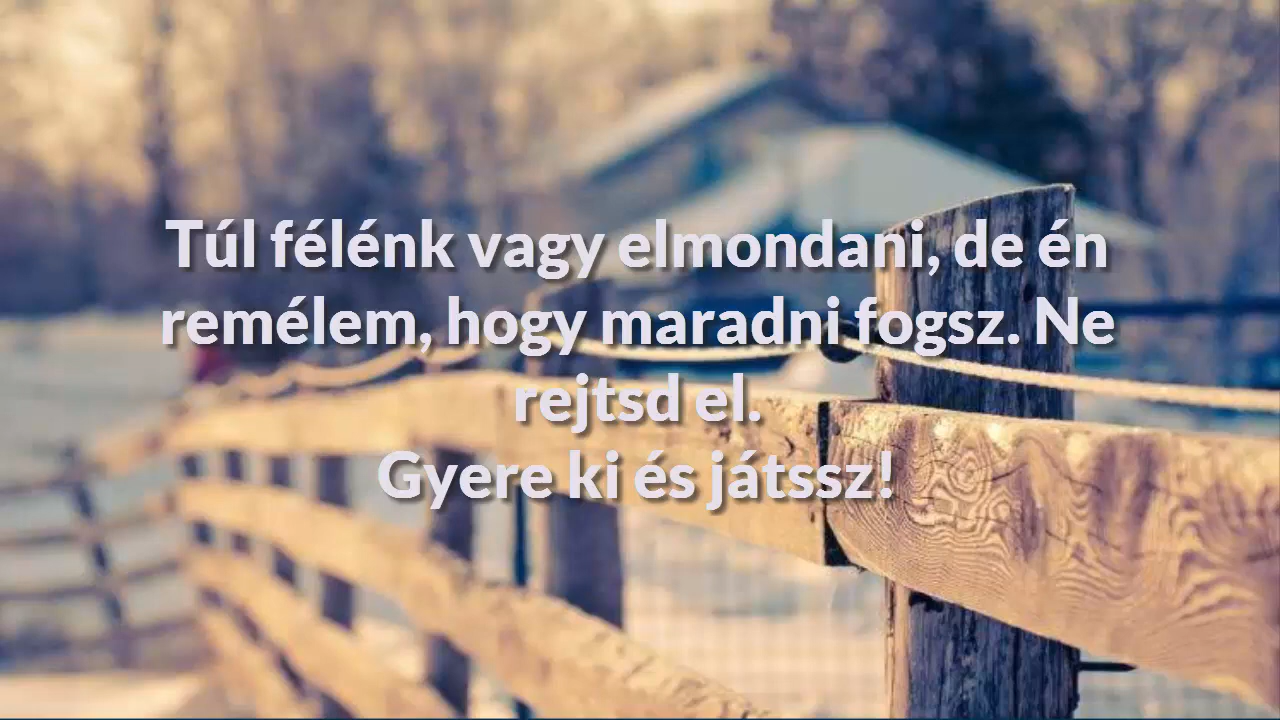 Túl félénk vagy elmondani, de én
remélem, hogy maradni fogsz. Ne
rejtsd el.
Gyere ki és játssz!